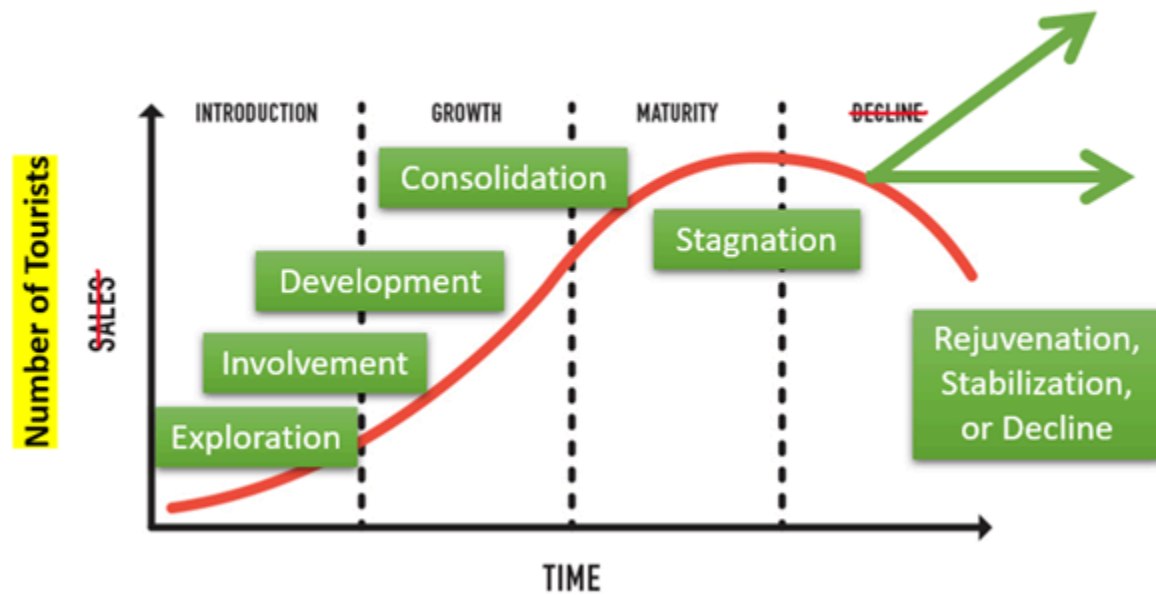 INTRODUCTION
GROWTH
MATURITY
DECLINE
Number of Tourists
SALES
Consolidation
Stagnation
Development
Involvement
Exploration
Rejuvenation,
Stabilization,
or Decline
TIME